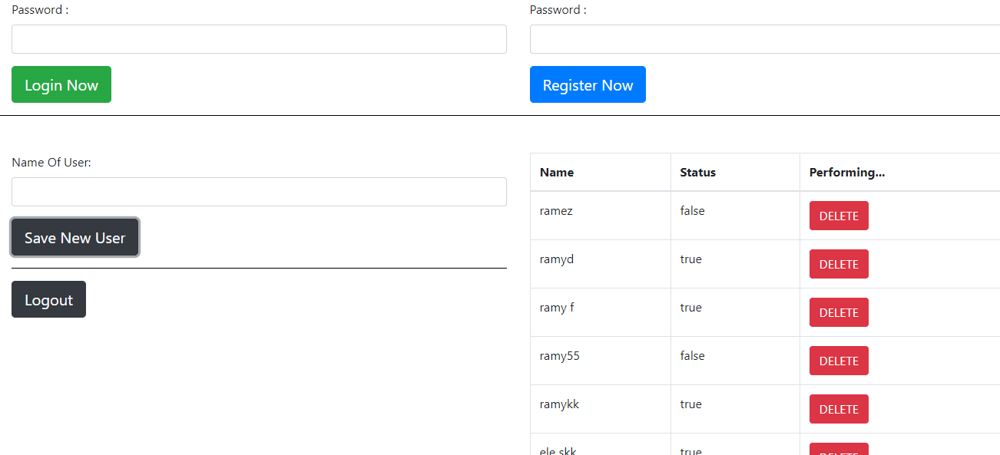 Password :
Login Now
Password :
Register Now
Name Of User:
Save New User
Logout
Name Status Performing...
ramez false DELETE
ramyd true DELETE
ramy f true DELETE
ramy55 false DELETE
ramykk true DELETE
ele skk true DELETE